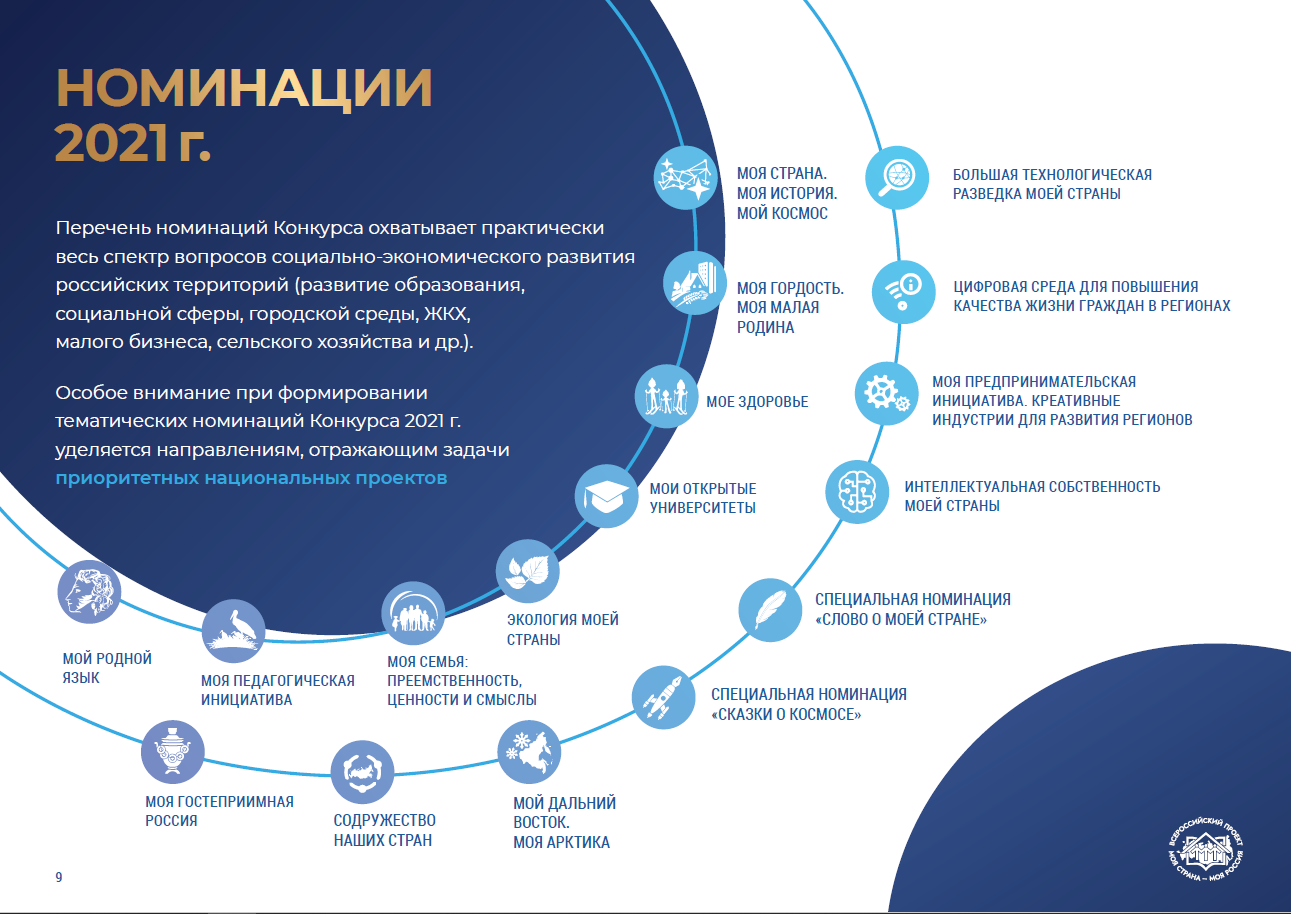 НОМИНАЦИИ
2021 г.
Перечень номинаций Конкурса охватывает практически
весь спектр вопросов социально-экономического развития
российских территорий (развитие образования,
социальной сферы, городской среды, ЖКХ,
малого бизнеса, сельского хозяйства и др.).
Особое внимание при формировании
тематических номинаций Конкурса 2021 г.
уделяется направлениям, отражающим задачи
приоритетных национальных проектов
МОЯ СТРАНА.
МОЯ ИСТОРИЯ.
МОЙ КОСМОС
МОЯ ГОРДОСТЬ.
МОЯ МАЛАЯ
РОДИНА
МОЕ ЗДОРОВЬЕ
МОИ ОТКРЫТЫЕ
УНИВЕРСИТЕТЫ
ЭКОЛОГИЯ МОЕЙ
СТРАНЫ
МОЯ СЕМЬЯ:
ПРЕЕМСТВЕННОСТЬ,
ЦЕННОСТИ И СМЫСЛЫ
МОЯ ПЕДАГОГИЧЕСКАЯ
ИНИЦИАТИВА
МОЙ РОДНОЙ
ЯЗЫК
БОЛЬШАЯ ТЕХНОЛОГИЧЕСКАЯ
РАЗВЕДКА МОЕЙ СТРАНЫ
ЦИФРОВАЯ СРЕДА ДЛЯ ПОВЫШЕНИЯ
КАЧЕСТВА ЖИЗНИ ГРАЖДАН В РЕГИОНАХ
МОЯ ПРЕДПРИНИМАТЕЛЬСКАЯ
ИНИЦИАТИВА. КРЕАТИВНЫЕ
ИНДУСТРИИ ДЛЯ РАЗВИТИЯ РЕГИОНОВ
ИНТЕЛЛЕКТУАЛЬНАЯ СОБСТВЕННОСТЬ
МОЕЙ СТРАНЫ
СПЕЦИАЛЬНАЯ НОМИНАЦИЯ
«СЛОВО О МОЕЙ СТРАНЕ»
СПЕЦИАЛЬНАЯ НОМИНАЦИЯ
«СКАЗКИ О КОСМОСЕ»
МОЙ ДАЛЬНИЙ
ВОСТОК.
МОЯ АРКТИКА
СОДРУЖЕСТВО
НАШИХ СТРАН
МОЯ ГОСТЕПРИИМНАЯ
РОССИЯ
ВСЕРОССИЙСКИЙ ПРОЕКТ
МОЯ СТРАНА – МОЯ РОССИЯ
9